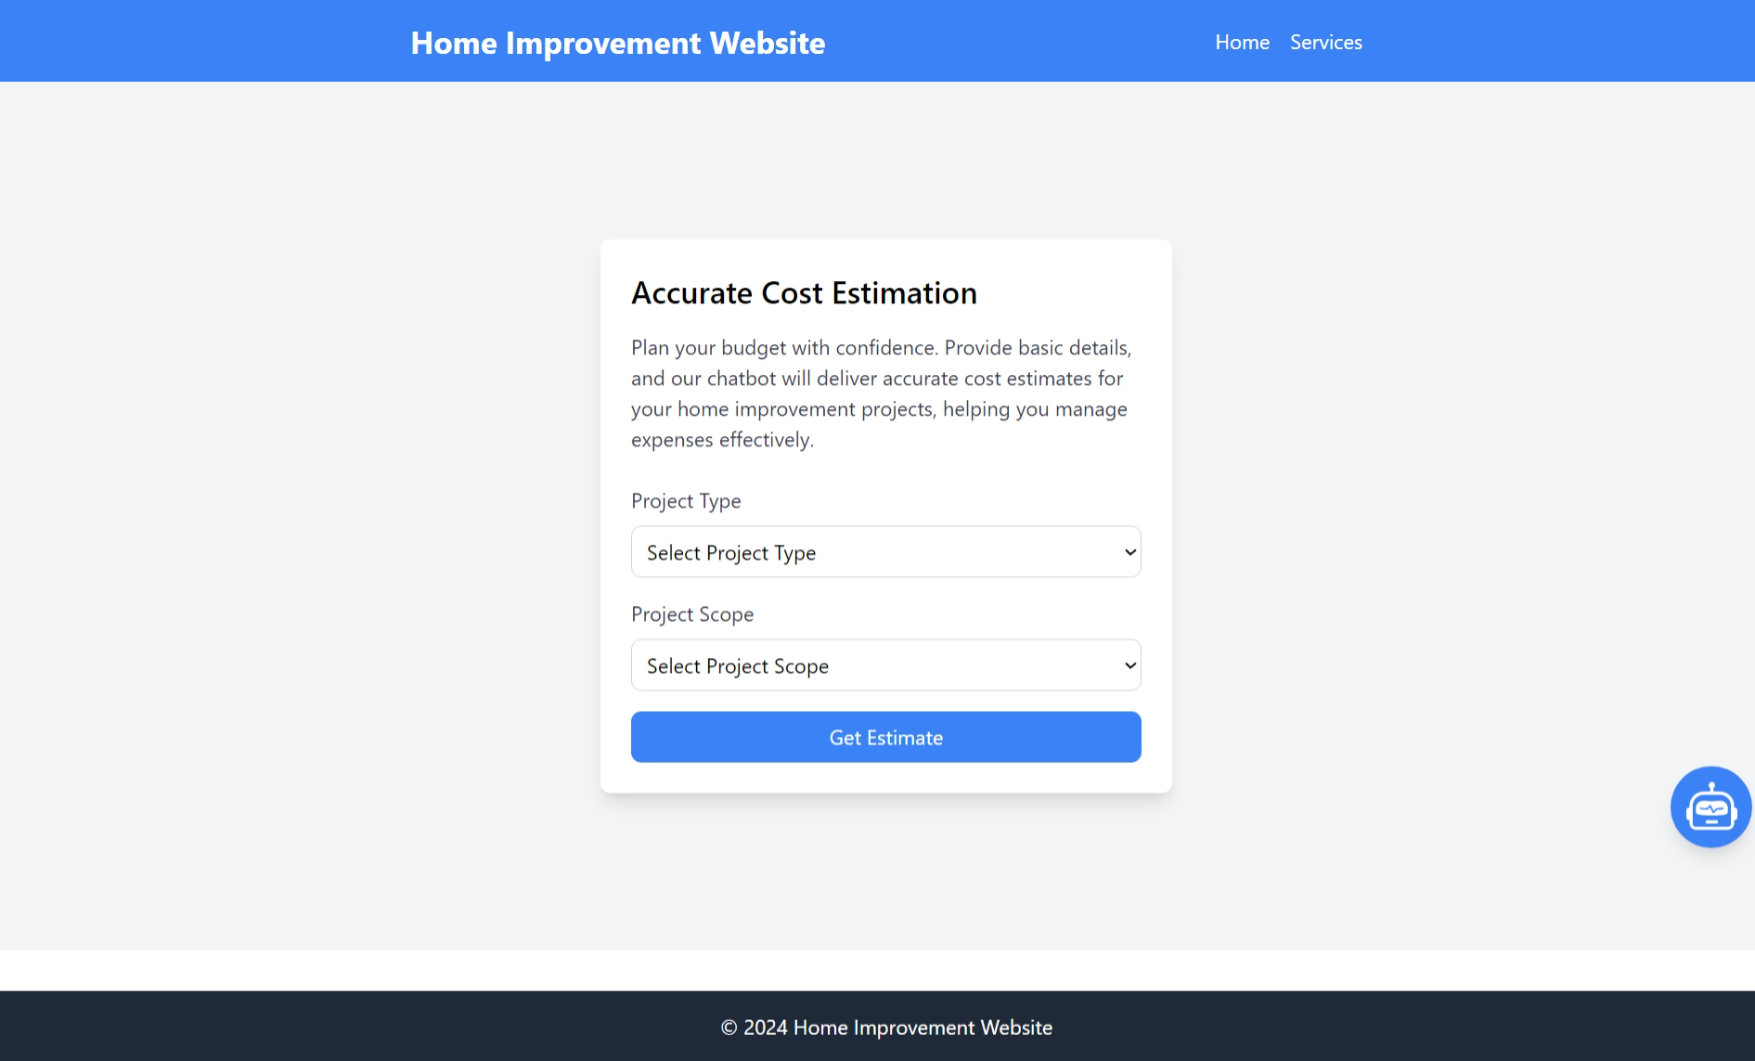 Home Improvement Website
Home Services
Accurate Cost Estimation
Plan your budget with confidence. Provide basic details,
and our chatbot will deliver accurate cost estimates for
your home improvement projects, helping you manage
expenses effectively.
Project Type
Select Project Type
Project Scope
Select Project Scope
Get Estimate
© 2024 Home Improvement Website